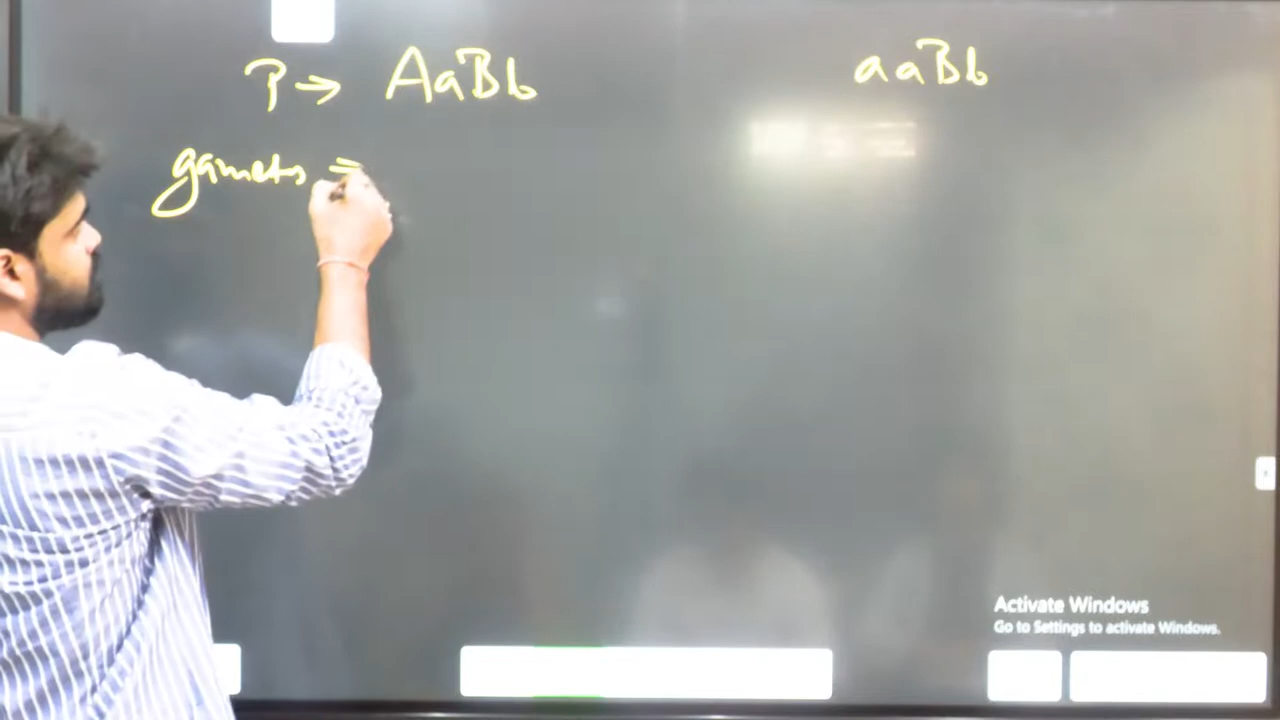 P → AaBb aaBb
gamets →
Activate Windows
Go to Settings to activate Windows.